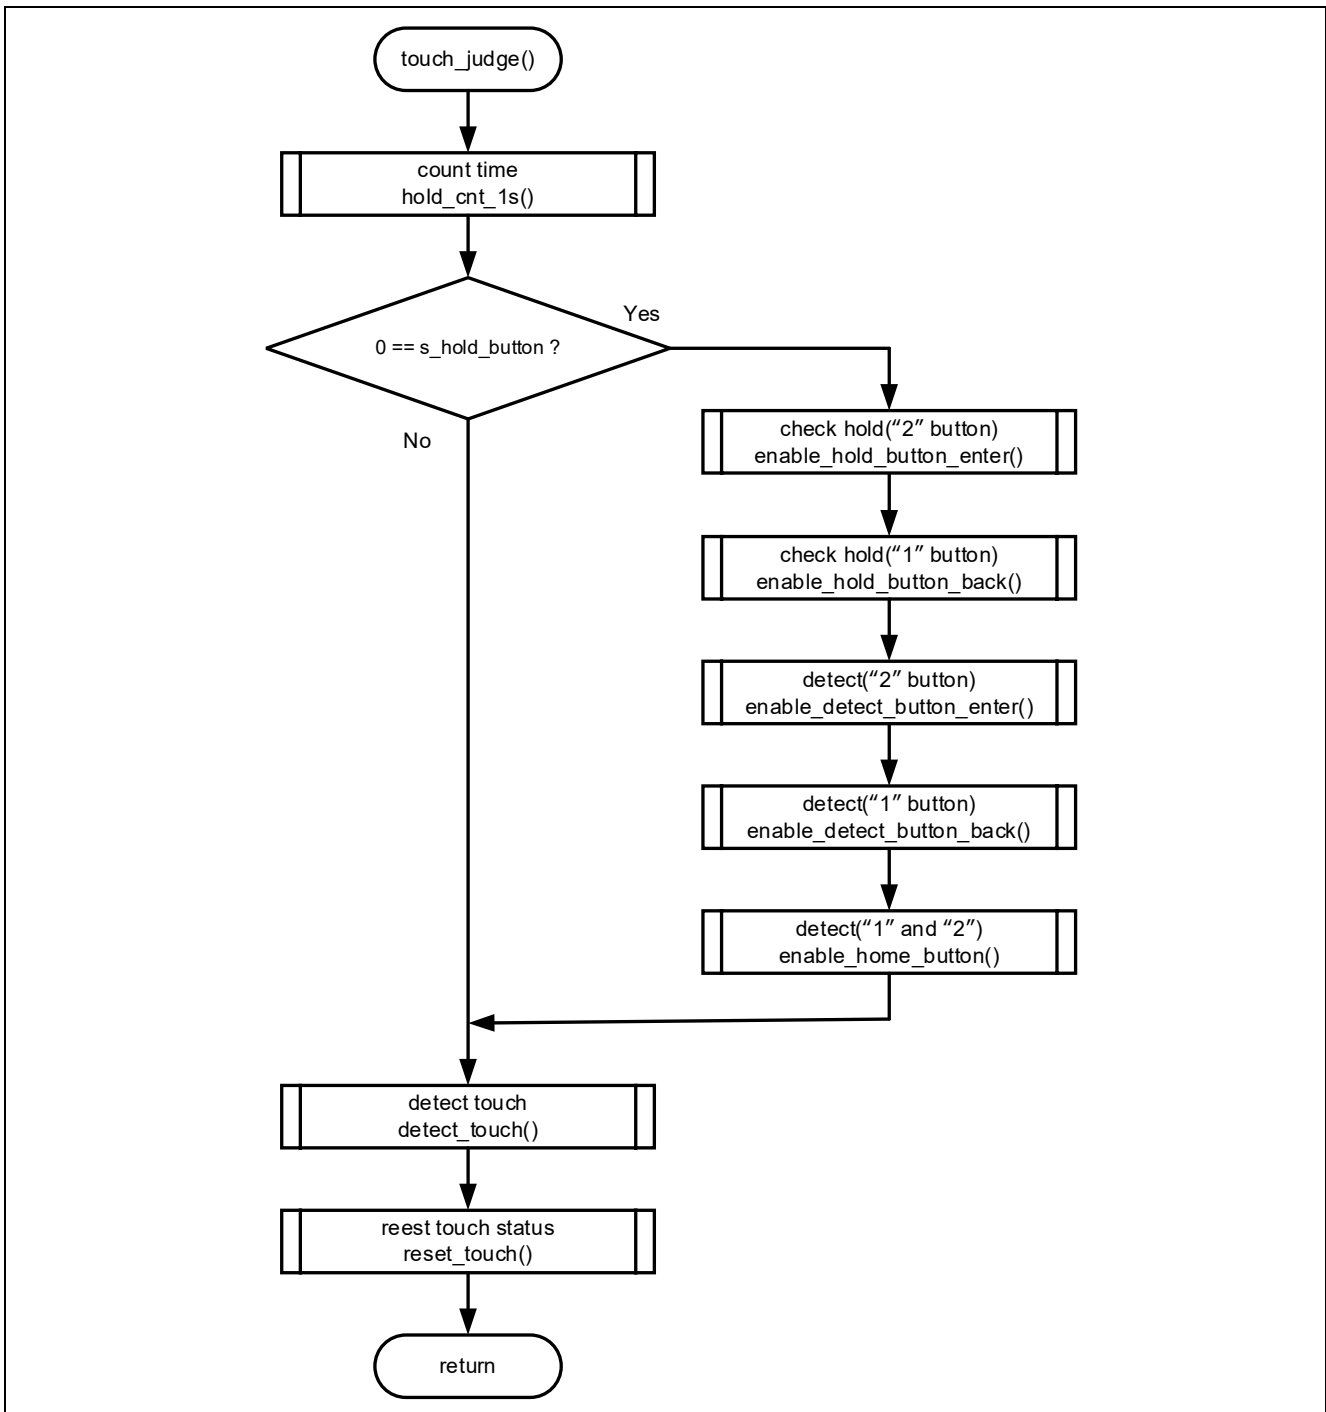 touch_judge()
count time
hold_cnt_1s()
0 == s_hold_button ?
Yes
No
check hold(“2” button)
enable_hold_button_enter()
check hold(“1” button)
enable_hold_button_back()
detect(“2” button)
enable_detect_button_enter()
detect(“1” button)
enable_detect_button_back()
detect(“1” and “2”)
enable_home_button()
detect touch
detect_touch()
reest touch status
reset_touch()
return